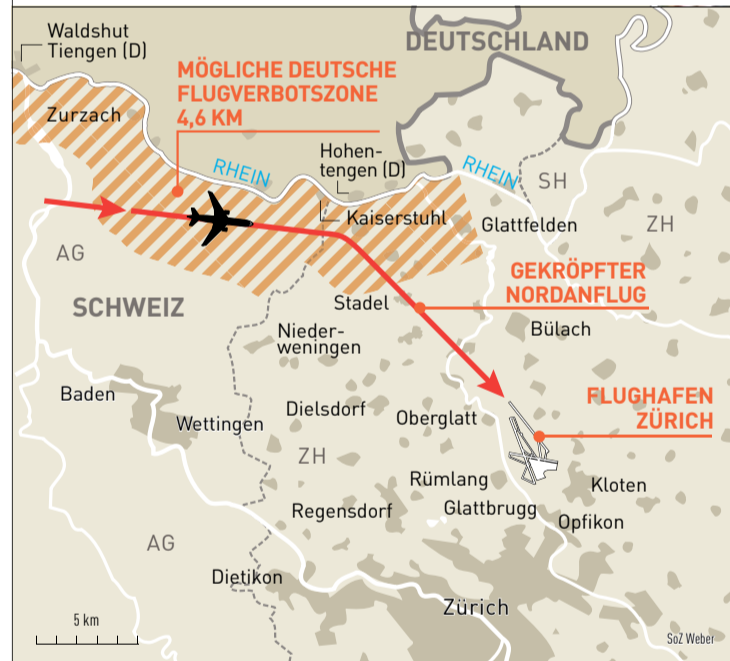 Waldshut
Tiengen (D)
DEUTSCHLAND
MÖGLICHE DEUTSCHE
FLUGVERBOTSZONE
4,6 KM
Zurzach
RHEIN
Hohen-
tengen (D)
RHEIN
SH
Kaiserstuhl
Glattfelden
ZH
AG
GEKRÖPFTER
NORDANFLUG
SCHWEIZ
Stadel
Nieder-
weningen
Bülach
Baden
FLUGHAFEN
ZÜRICH
Wettingen
Dielsdorf
Oberglatt
ZH
Rümlang
Kloten
Regensdorf
Glattbrugg
Opfikon
AG
Dietikon
Zürich
5 km
SoZ Weber